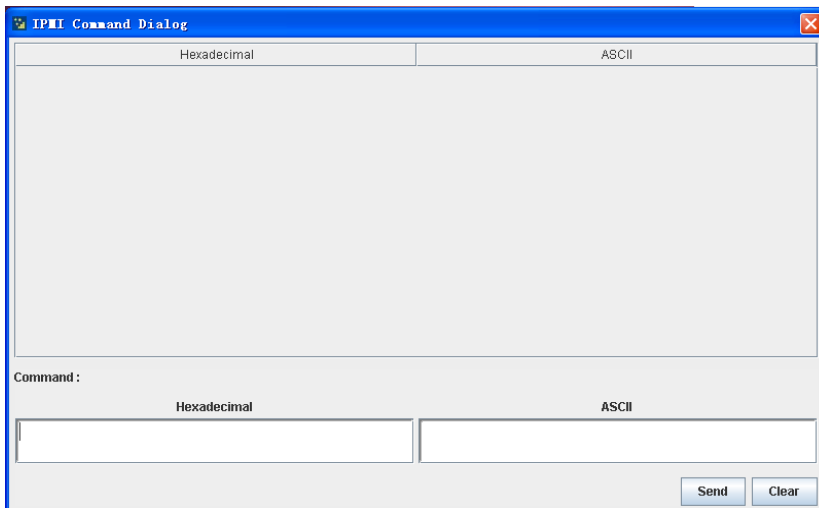 IPMI Command Dialog
Hexadecimal ASCII
Command :
Hexadecimal ASCII
Send Clear